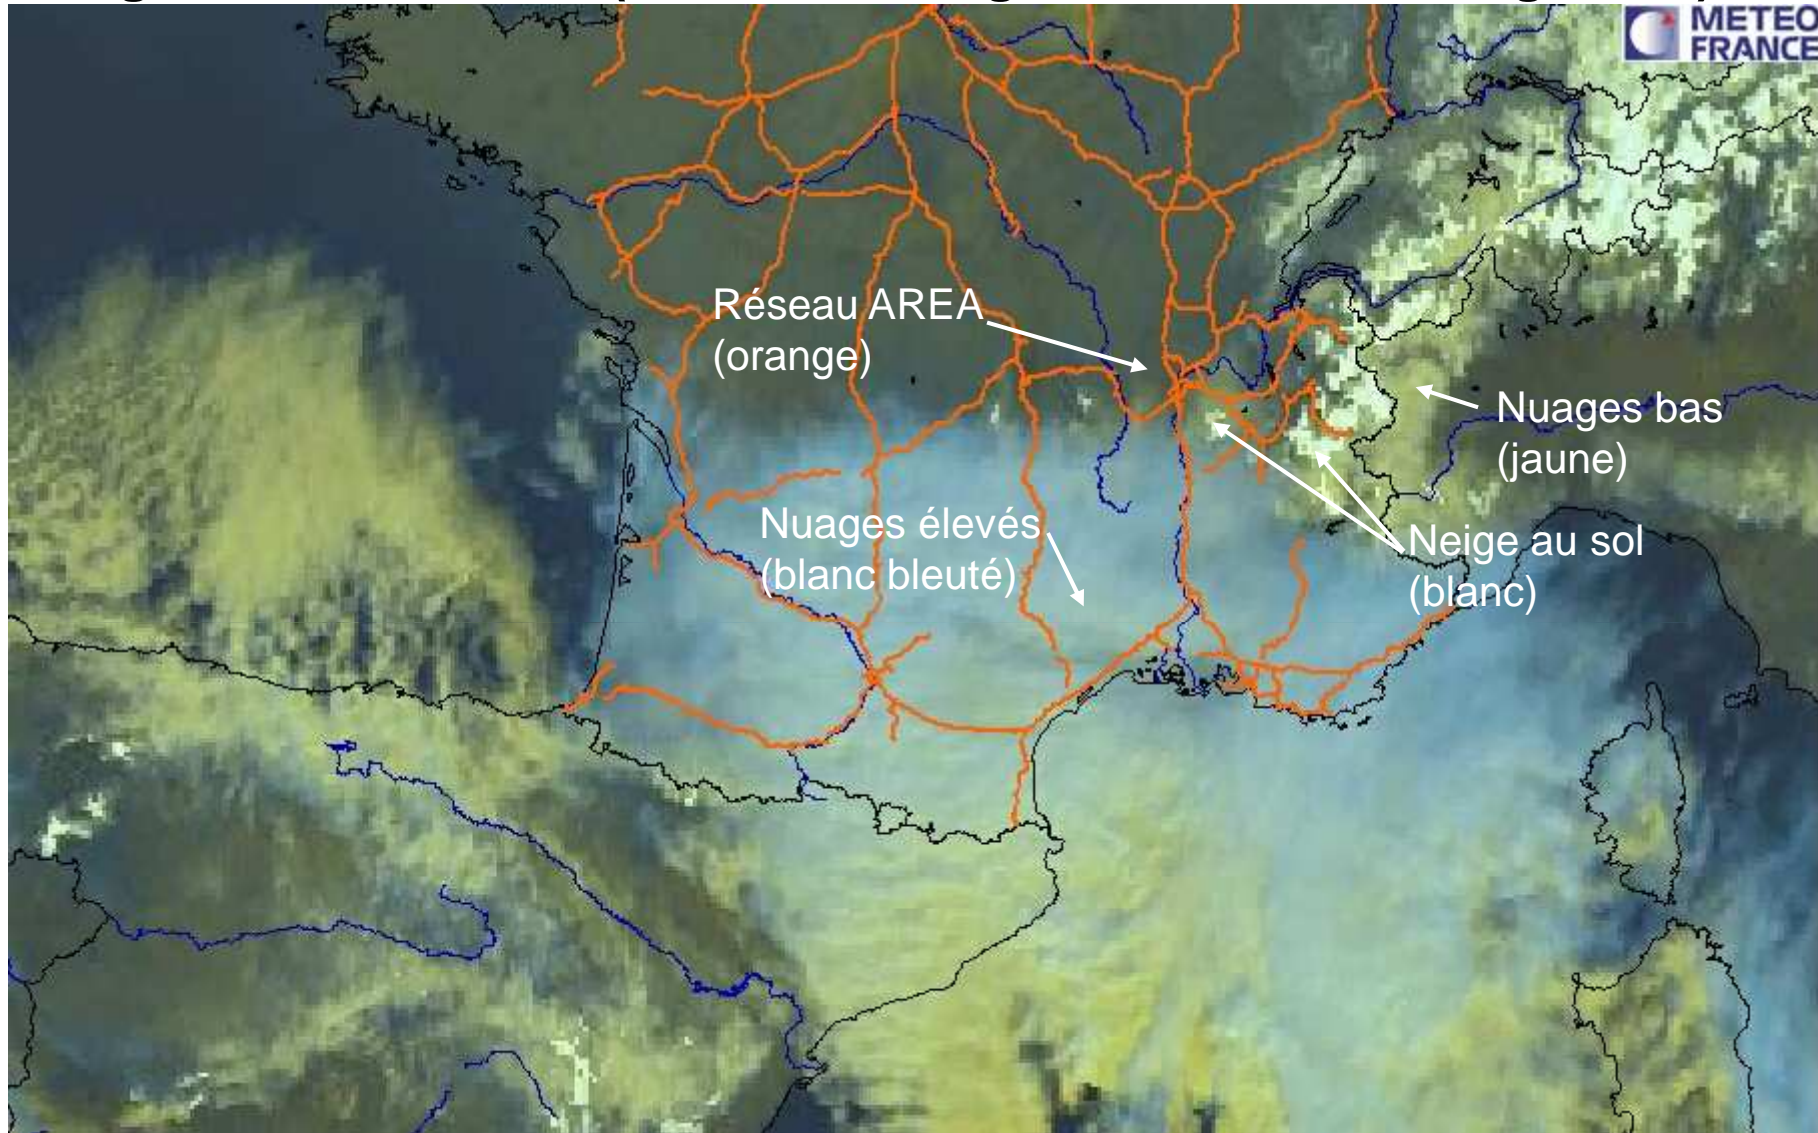 METEO
FRANCE
Réseau AREA
(orange)
Nuages bas
(jaune)
Nuages élevés
(blanc bleuté)
Neige au sol
(blanc)